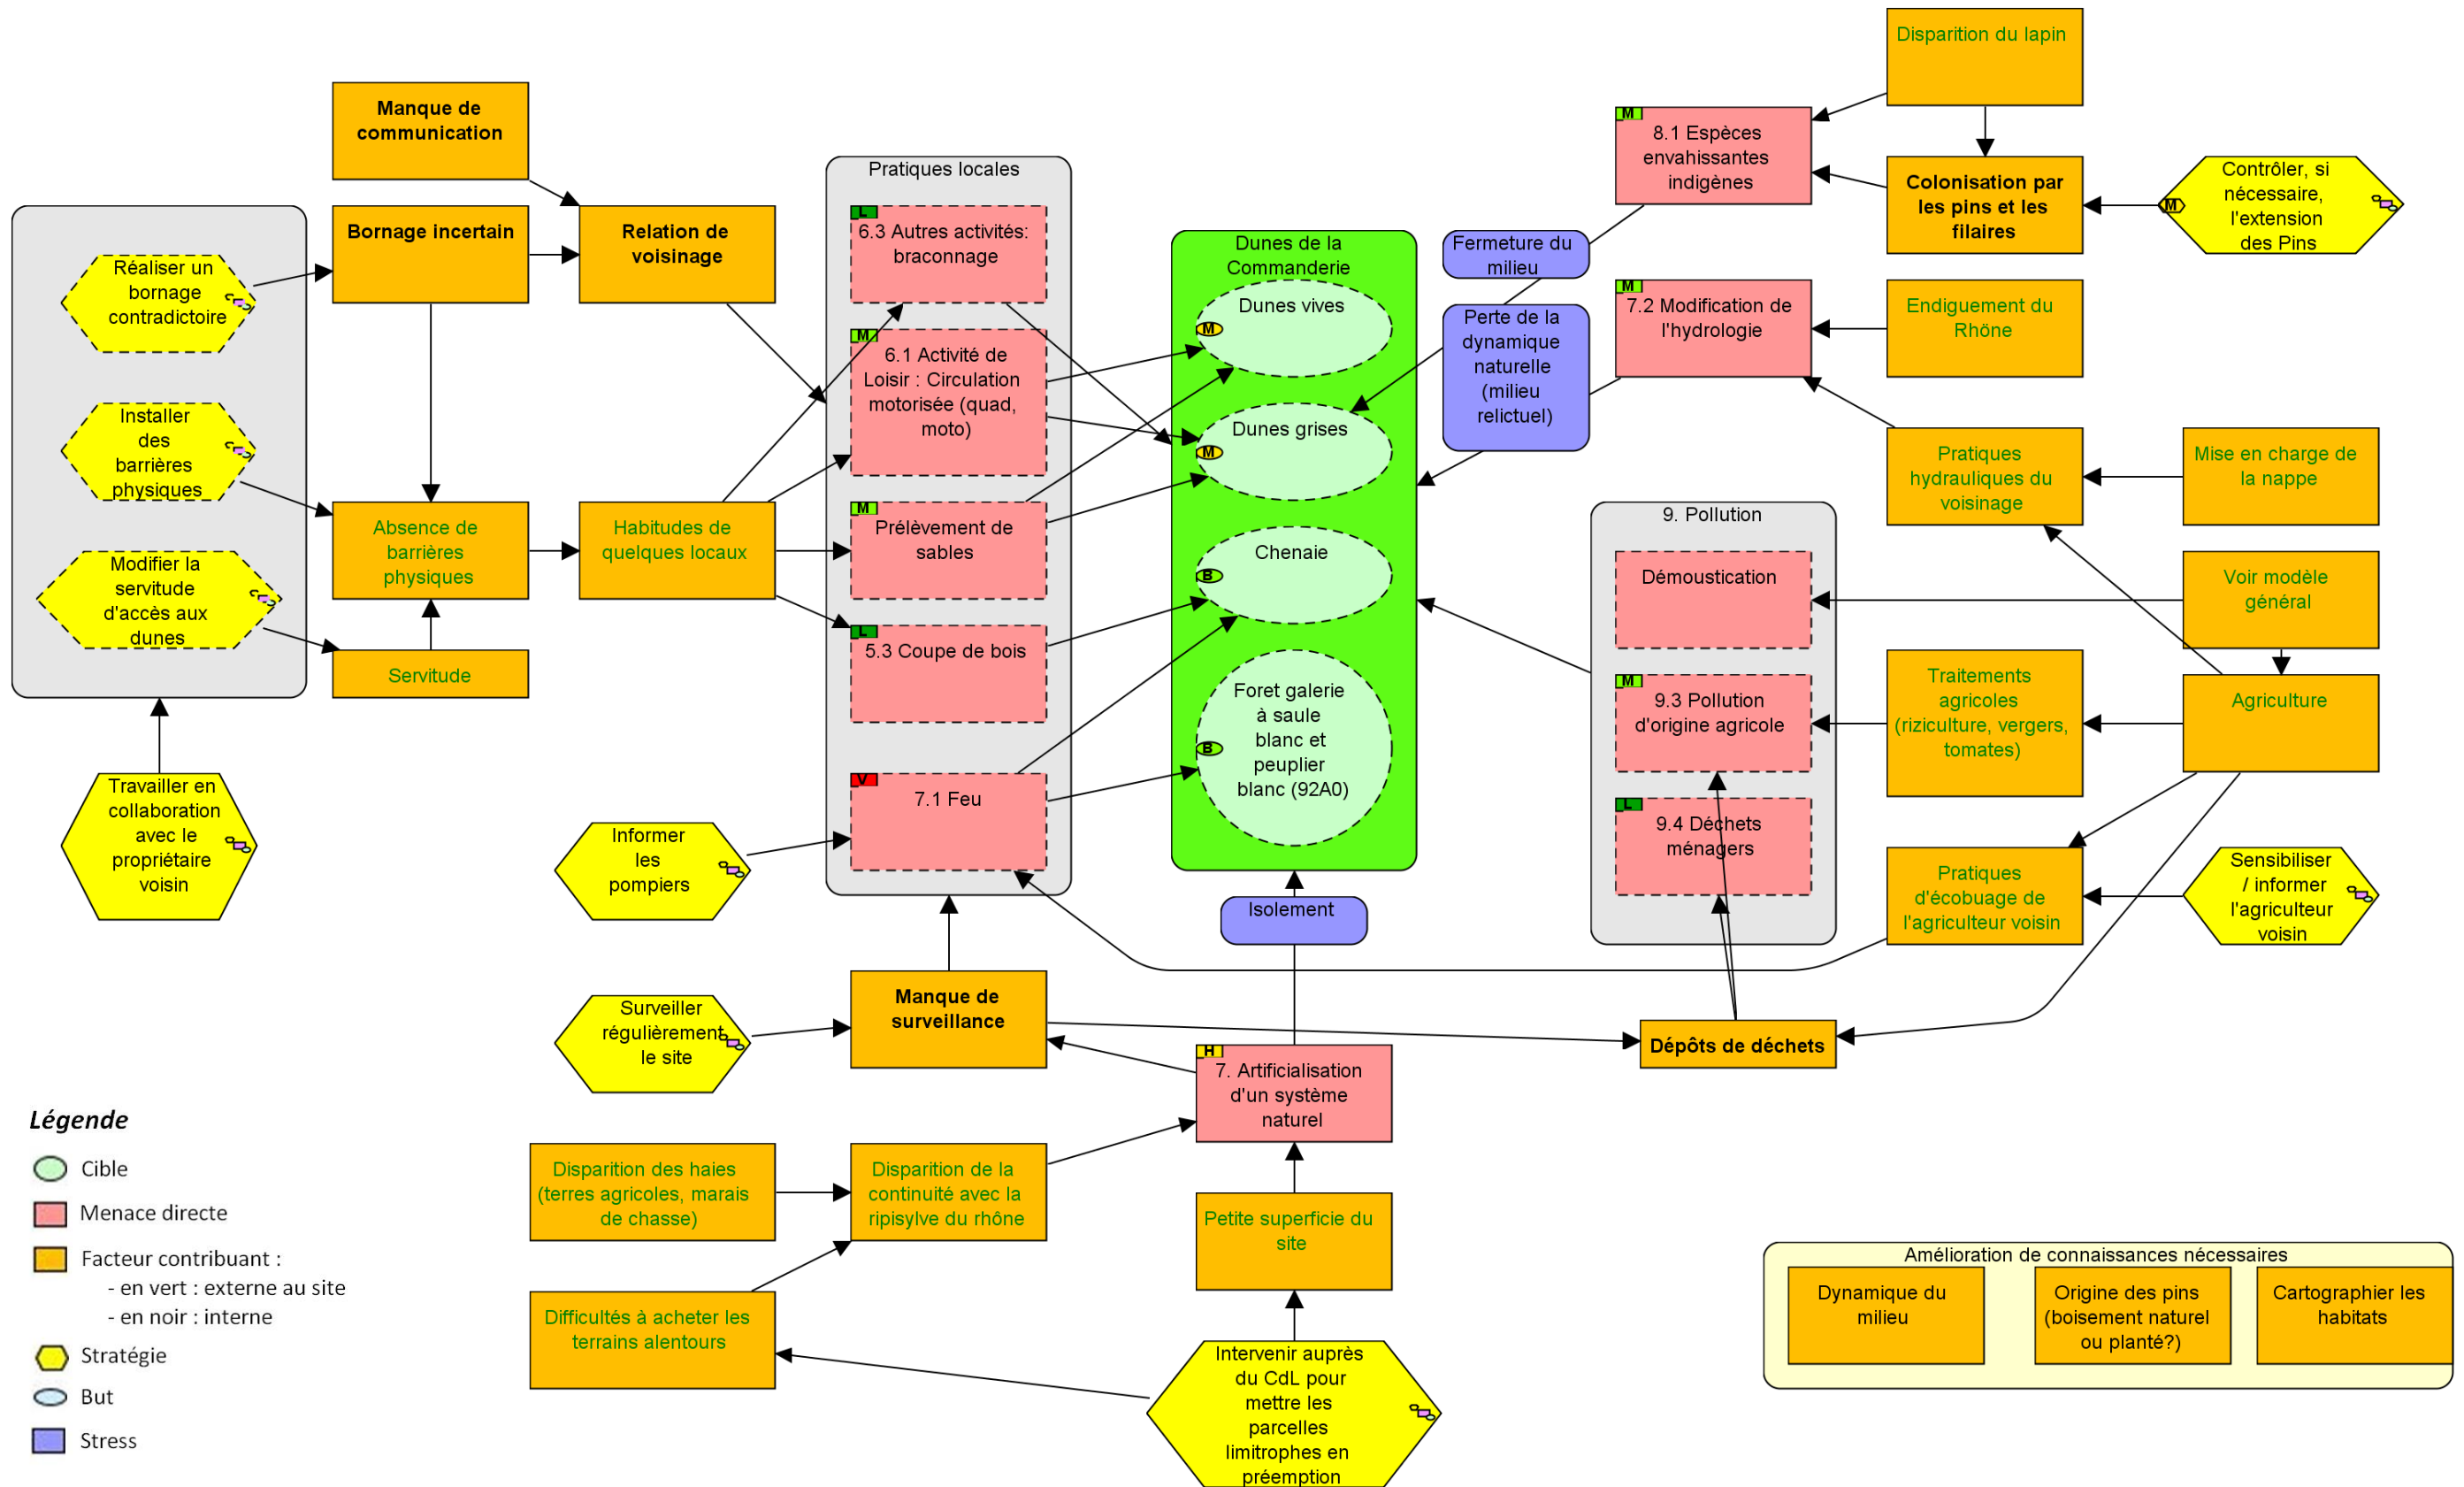 Disparition du lapin
Manque de
communication
8.1 Espèces
envahissantes
indigènes
M
Colonisation par
les pins et les
filaires
Contrôler, si
nécessaire,
l'extension
des Pins
M
Pratiques locales
Bornage incertain
Relation de
voisinage
L
6.3 Autres activités:
braconnage
Dunes de la
Commanderie
Fermeture du
milieu
Réaliser un
bornage
contradictoire
Dunes vives
M
M
7.2 Modification de
l'hydrologie
Endiguement du
Rhône
Perte de la
dynamique
naturelle
(milieu
relictuel)
M
6.1 Activité de
Loisir : Circulation
motorisée (quad,
moto)
Installer
des
barrières
physiques
Dunes grises
M
Pratiques
hydrauliques du
voisinage
Mise en charge de
la nappe
Absence de
barrières
physiques
Habitudes de
quelques locaux
M
Prélèvement de
sables
Chenaie
B
9. Pollution
Démoustication
Voir modèle
général
Modifier la
servitude
d'accès aux
dunes
Servitude
L
5.3 Coupe de bois
Foret galerie
à saule
blanc et
peuplier
blanc (92A0)
B
M
9.3 Pollution
d'origine agricole
Traitements
agricoles
(riziculture, vergers,
tomates)
Agriculture
Travailler en
collaboration
avec le
propriétaire
voisin
Informer
les
pompiers
V
7.1 Feu
L
9.4 Déchets
ménagers
Pratiques
d'écobuage de
l'agriculteur voisin
Sensibiliser
/ informer
l'agriculteur
voisin
Isolement
Surveiller
régulièrement
le site
Manque de
surveillance
H
7. Artificialisation
d'un système
naturel
Dépôts de déchets
Disparition des haies
(terres agricoles, marais
de chasse)
Disparition de la
continuité avec la
ripisylve du rhône
Petite superficie du
site
Difficultés à acheter les
terrains alentours
Intervenir auprès
du CdL pour
mettre les
parcelles
limitrophes en
préemption
Amélioration de connaissances nécessaires
Dynamique du
milieu
Origine des pins
(boisement naturel
ou planté?)
Cartographier les
habitats
Légende
Cible
Menace directe
Facteur contribuant :
- en vert : externe au site
- en noir : interne
Stratégie
But
Stress